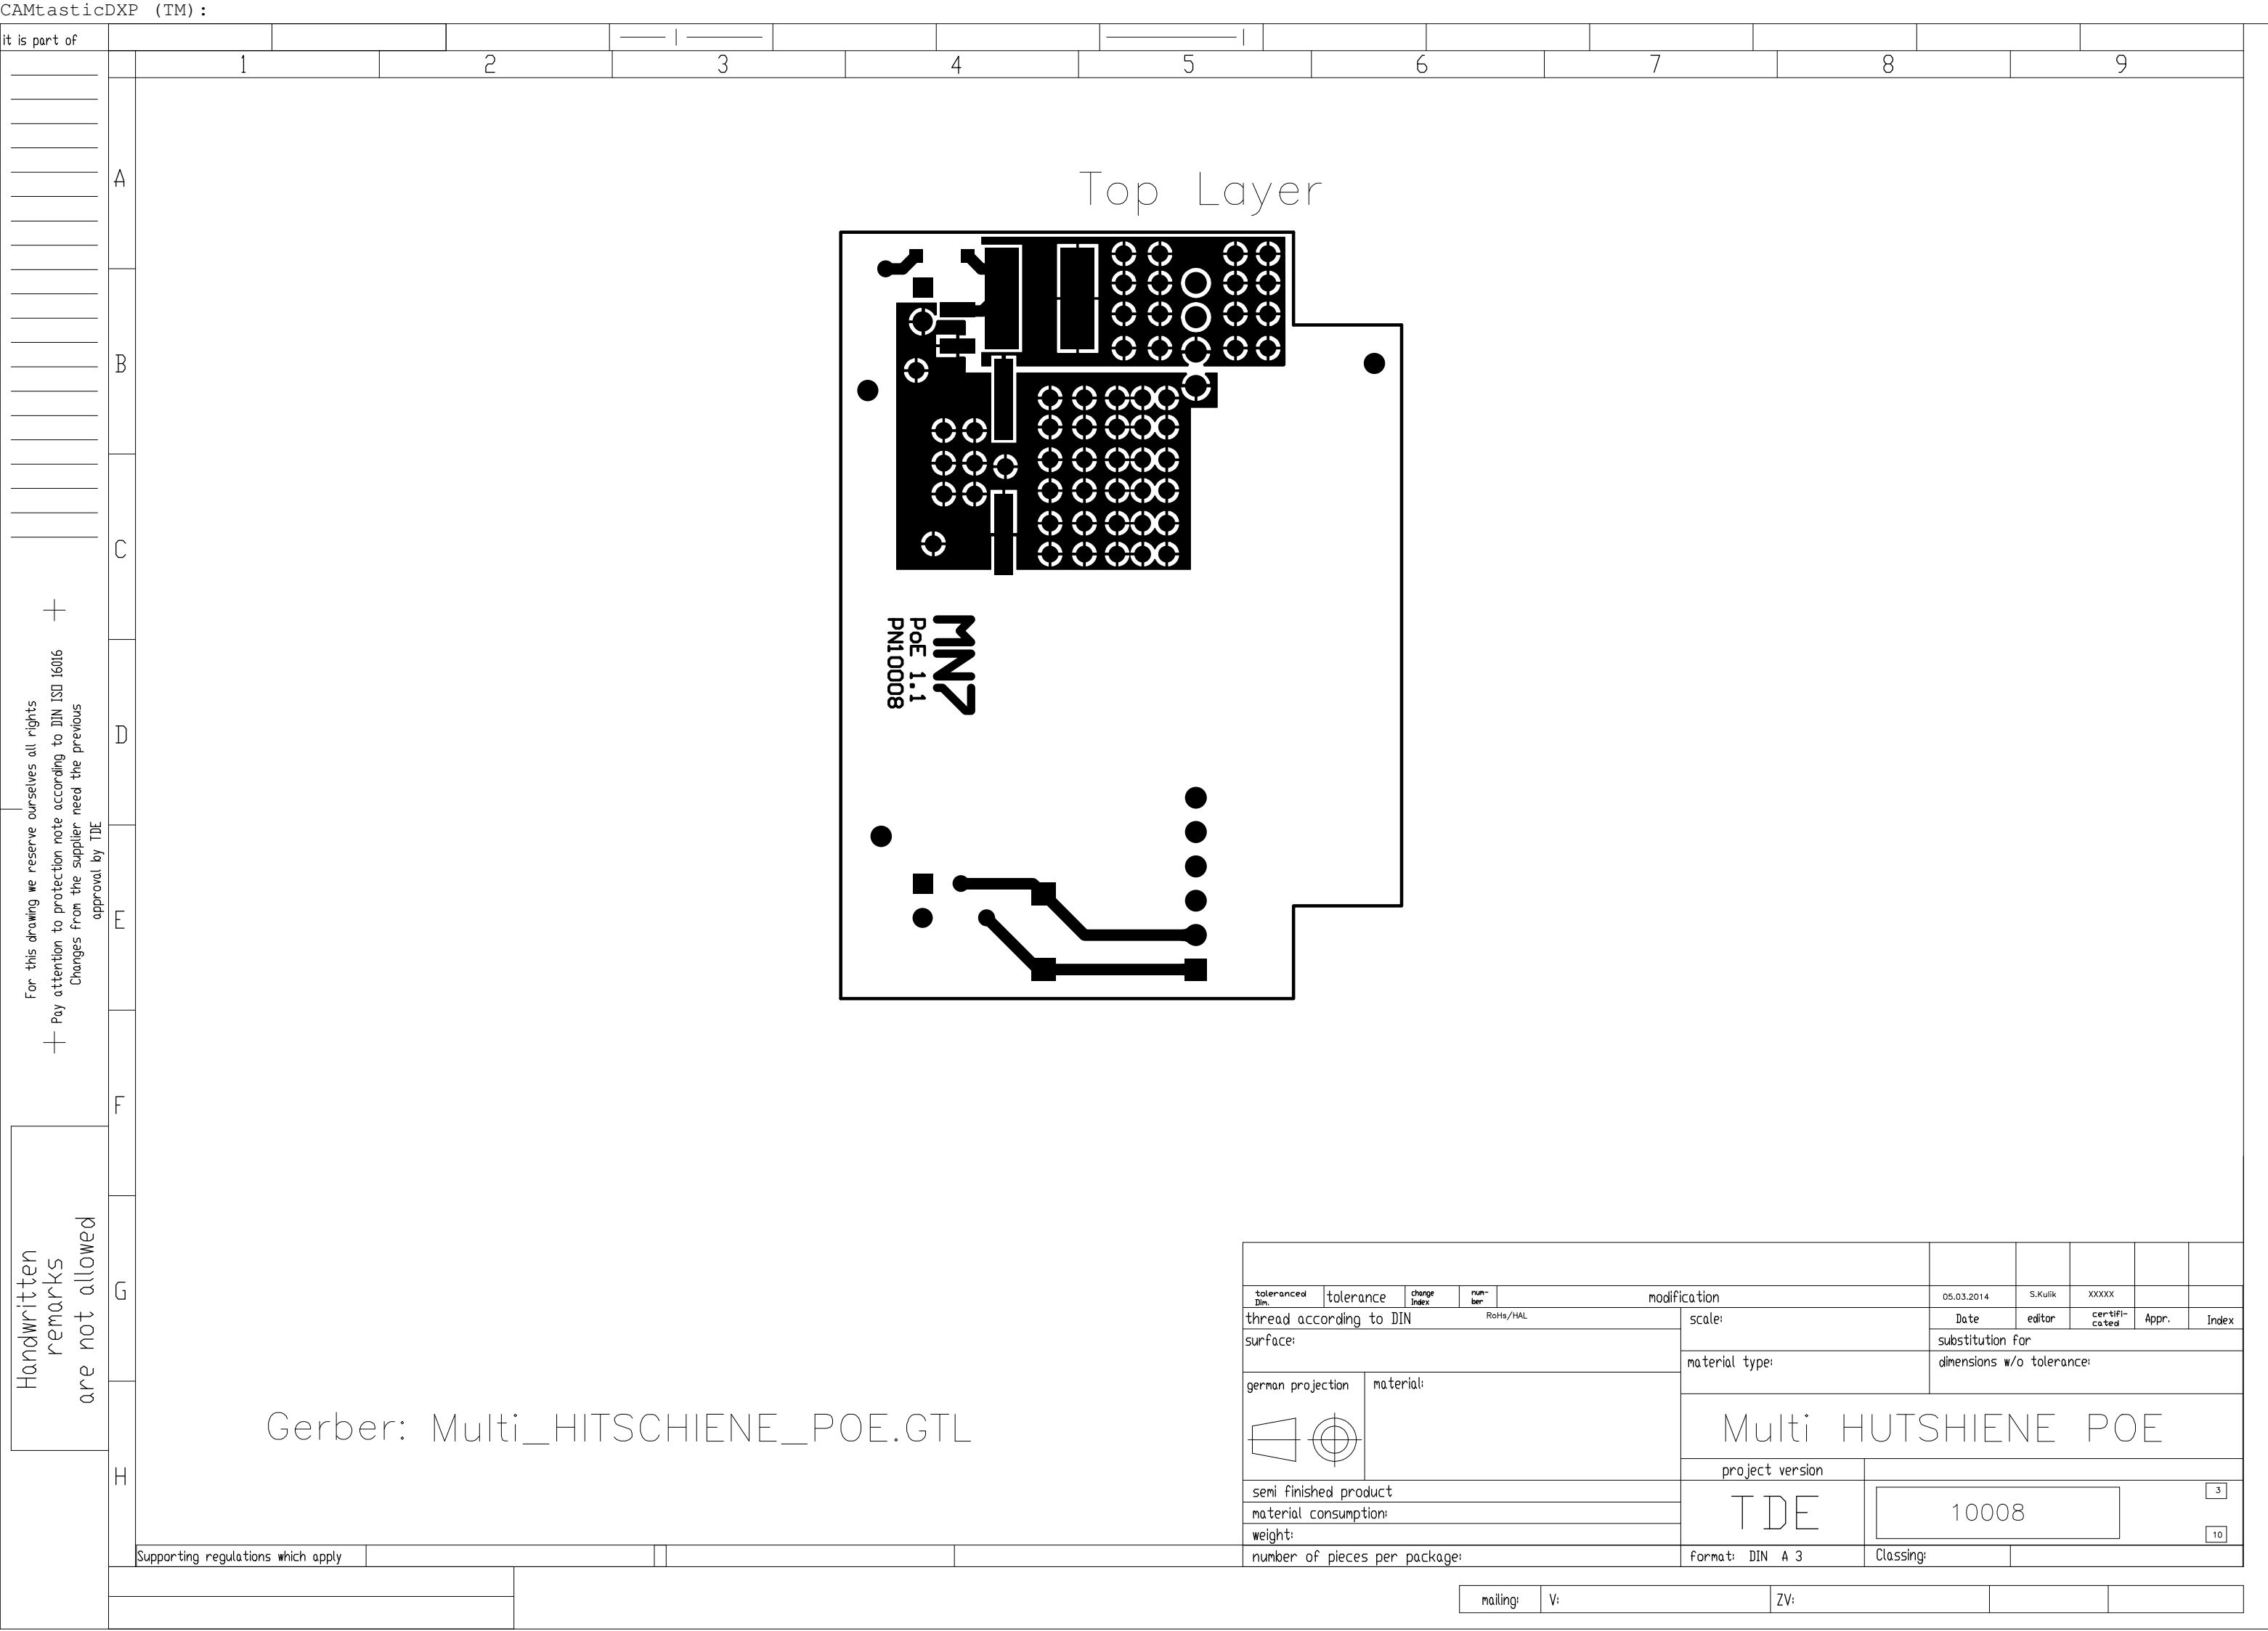 CAMtasticDXP (TM):
it is part of
1 2 3 4 5 6 7 8 9
A
B
C
D
E
F
G
H
Top Layer
MN7
PoE 1.1
PN10008
For this drawing we reserve ourselves all rights
Pay attention to protection note according to DIN ISO 16016
Changes from the supplier need the previous
approval by TDE
Handwritten
remarks
are not allowed
Gerber: Multi_HITSCHIENE_POE.GTL
Supporting regulations which apply
toleranced
Dim.
tolerance
change
Index
num-
ber
modification
05.03.2014
S.Kulik
XXXXX
thread according to DIN
RoHs/HAL
scale:
Date
editor
certifi-
cated
Appr.
Index
surface:
substitution for
material type:
dimensions w/o tolerance:
german projection
material:
Multi HUTSHIENE POE
project version
semi finished product
TDE
10008
3
material consumption:
weight:
10
number of pieces per package:
format: DIN A 3
Classing:
mailing:
V:
ZV: